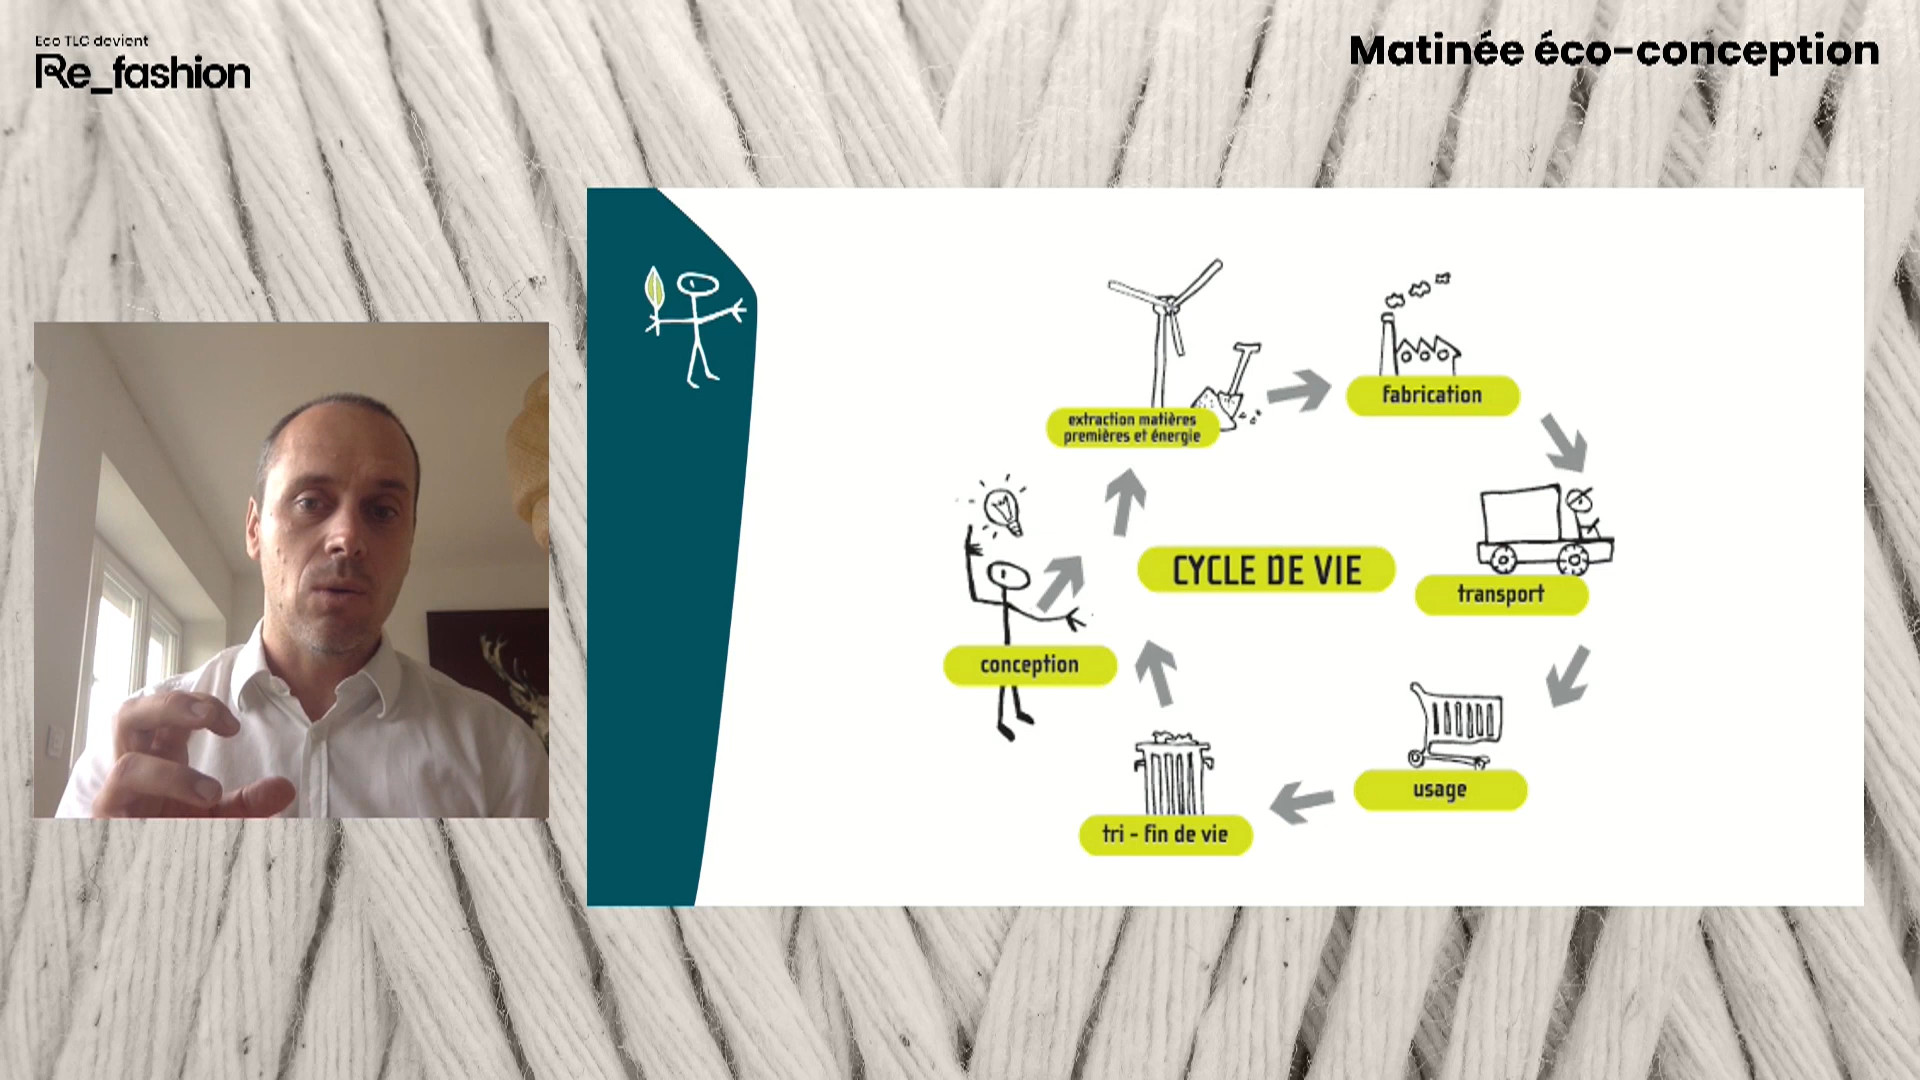 Eco TLC devient
Re_fashion
Matinée éco-conception
extraction matières
premières et énergie
fabrication
CYCLE DE VIE
transport
conception
usage
tri - fin de vie